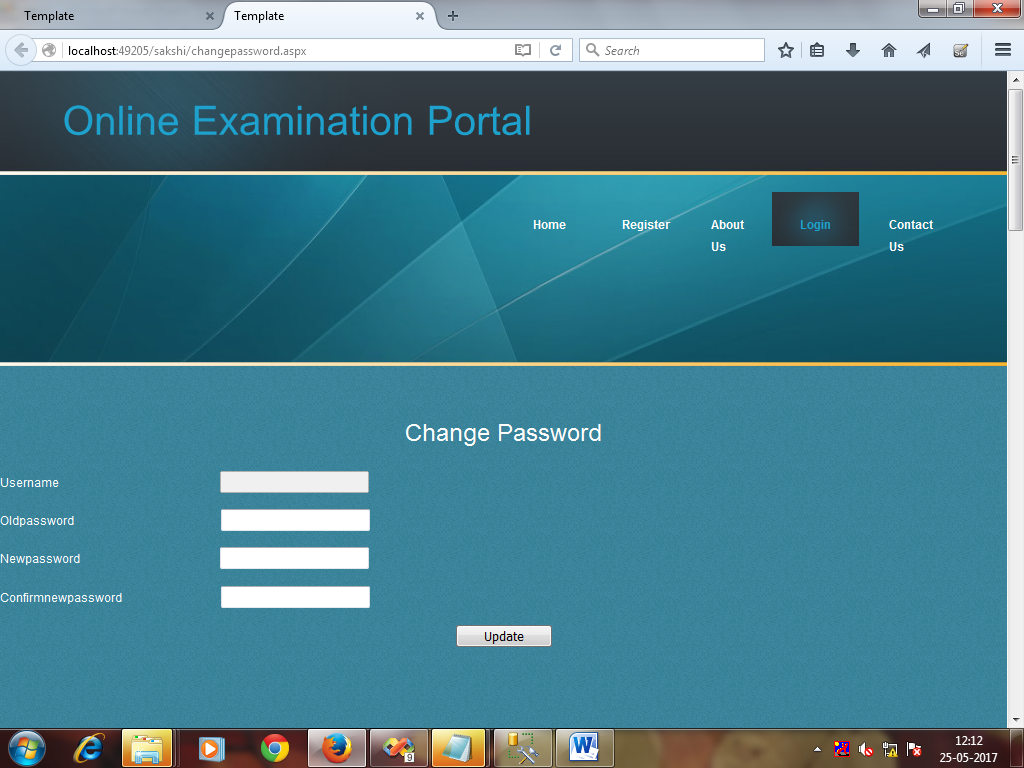 Template
Template
localhost:49205/sakshi/changepassword.aspx
Search
Online Examination Portal
Home Register About Us Login Contact Us
Change Password
Username
Oldpassword
Newpassword
Confirmnewpassword
Update
9
12:12
25-05-2017